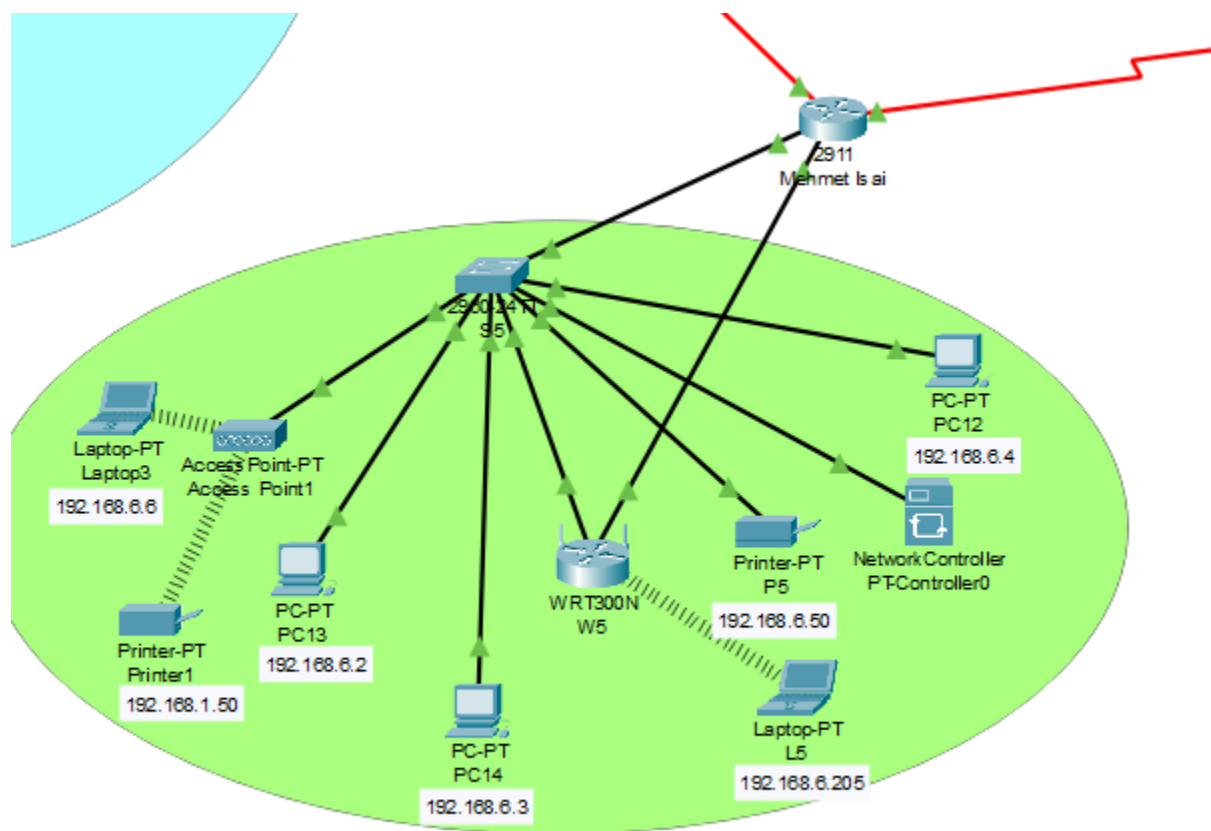 2911
Mehmet Isai
2960-24TT
S5
PC-PT
PC12
192.168.6.4
Laptop-PT
Laptop3
192.168.6.6
Access Point-PT
Access Point1
NetworkController
PT-Controller0
Printer-PT
P5
192.168.6.50
WRT300N
W5
PC-PT
PC13
192.168.6.2
Printer-PT
Printer1
192.168.1.50
Laptop-PT
L5
192.168.6.205
PC-PT
PC14
192.168.6.3